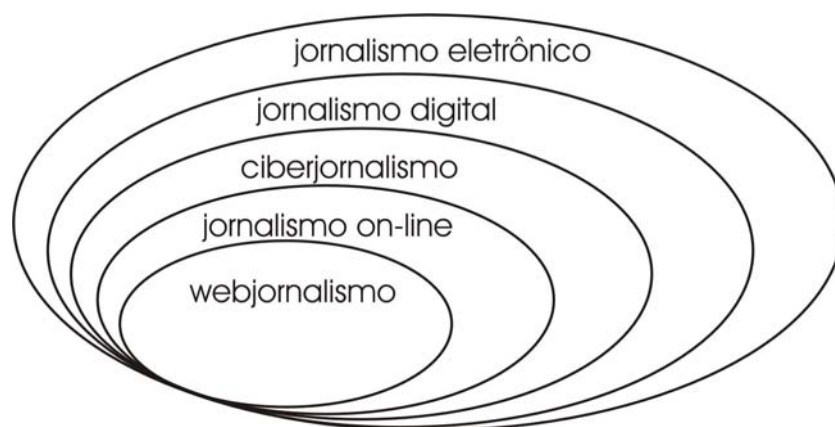 jornalismo eletrônico
jornalismo digital
ciberjornalismo
jornalismo on-line
webjornalismo